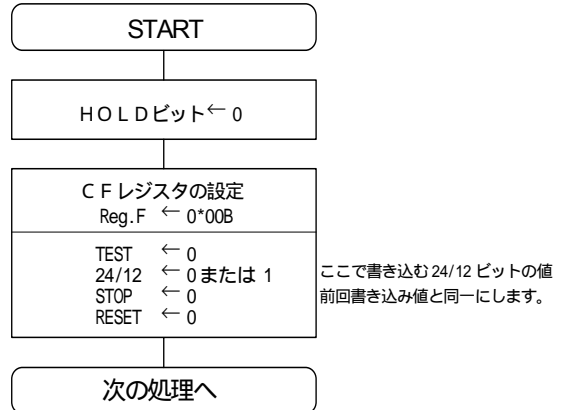 START
ＨＯＬＤビット← 0
ＣＦレジスタの設定
Reg.F ← 0*00B
TEST ← 0
24/12 ← 0または 1
STOP ← 0
RESET ← 0
ここで書き込む 24/12 ビットの値
前回書き込み値と同一にします。
次の処理へ